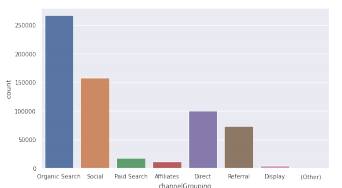 250000
200000
150000
100000
50000
0
count
Organic Search Social Paid Search Affiliates Direct Referral Display (Other)
channelGrouping